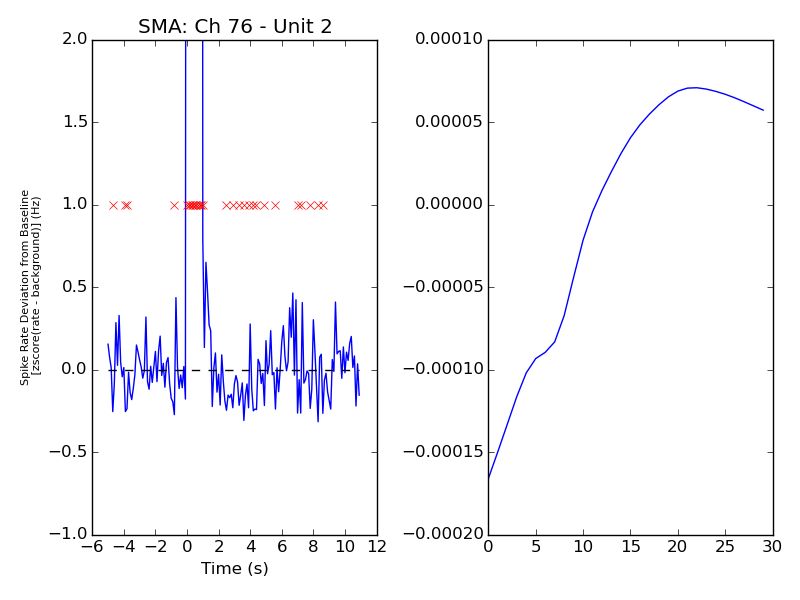 SMA: Ch 76 - Unit 2
2.0
1.5
1.0
0.5
0.0
−0.5
−1.0
−6 −4 −2 0 2 4 6 8 10 12
Time (s)
Spike Rate Deviation from Baseline
[zscore(rate - background)] (Hz)
0.00010
0.00005
0.00000
−0.00005
−0.00010
−0.00015
−0.00020
0 5 10 15 20 25 30